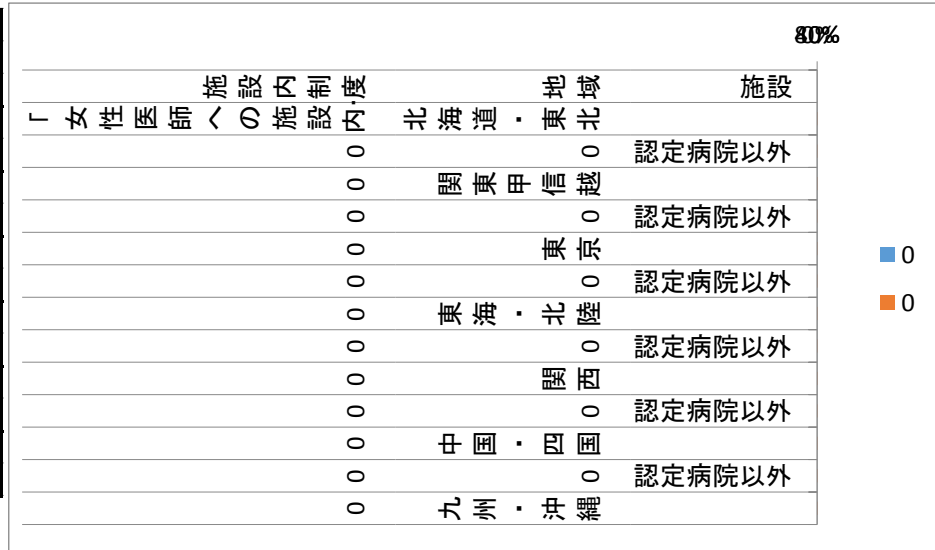 施設内制度 地域 施設
「女性医師への施設内 北海道・東北
0 0 認定病院以外
0 関東甲信越
0 0 認定病院以外
0 東京
0 0 認定病院以外
0 東海・北陸
0 0 認定病院以外
0 関西
0 0 認定病院以外
0 中国・四国
0 0 認定病院以外
0 九州・沖縄
0
0